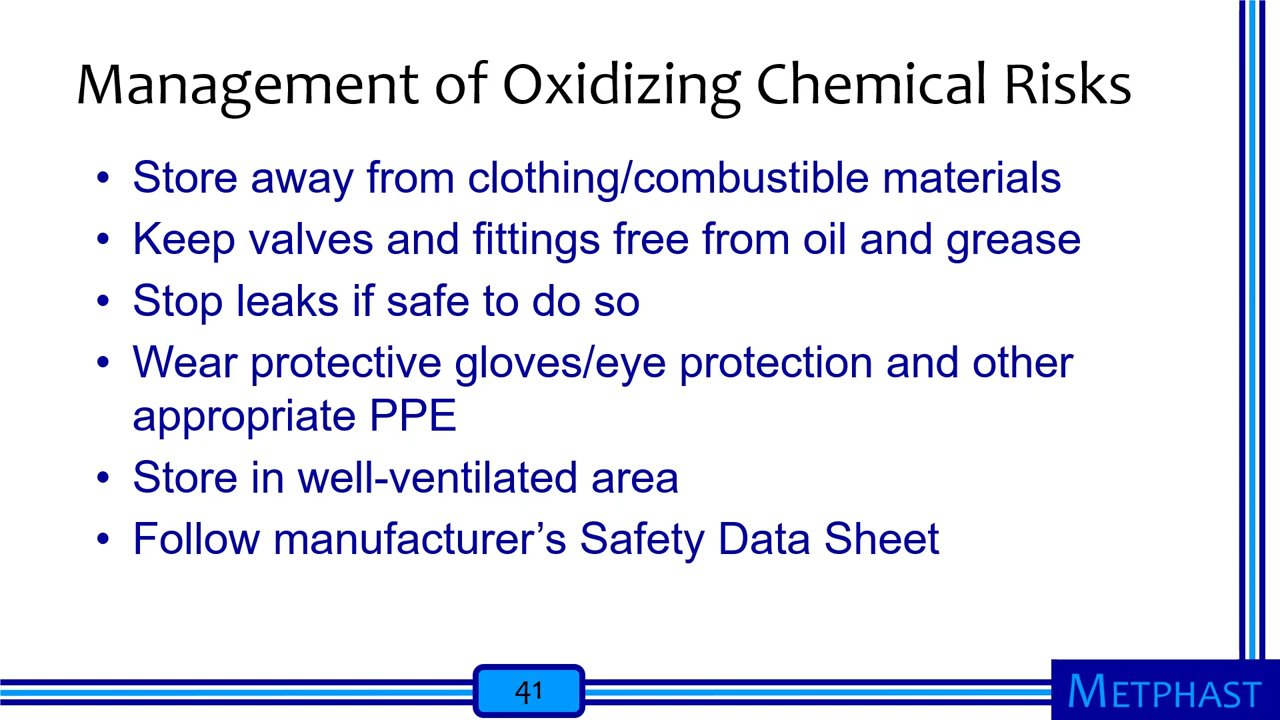 Management of Oxidizing Chemical Risks
• Store away from clothing/combustible materials
• Keep valves and fittings free from oil and grease
• Stop leaks if safe to do so
• Wear protective gloves/eye protection and other
appropriate PPE
• Store in well-ventilated area
• Follow manufacturer’s Safety Data Sheet
41
METPHAST